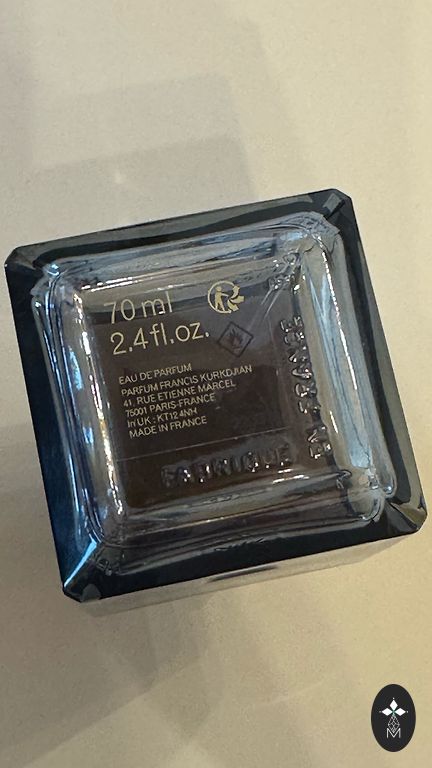 70 ml
2.4 fl.oz.
EAU DE PARFUM
PARFUM FRANCIS KURKDJIAN
41, RUE ETIENNE MARCEL
75001 PARIS-FRANCE
In UK : KT12 4NH
MADE IN FRANCE
FABRIQUE
EN FRANCE
M